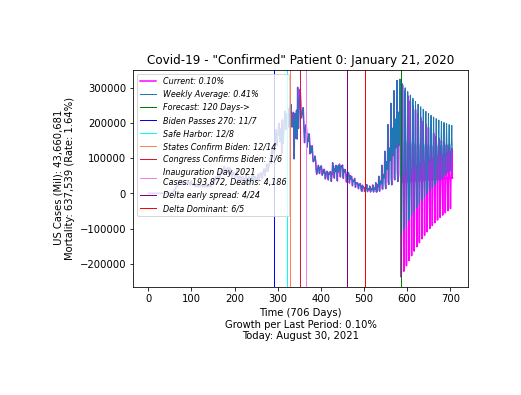 Covid-19 - "Confirmed" Patient 0: January 21, 2020
US Cases (Mil): 43,660,681
Mortality: 637,539 (Rate: 1.64%)
300000
200000
100000
0
−100000
−200000
Current: 0.10%
Weekly Average: 0.41%
Forecast: 120 Days->
Biden Passes 270: 11/7
Safe Harbor: 12/8
States Confirm Biden: 12/14
Congress Confirms Biden: 1/6
Inauguration Day 2021
Cases: 193,872, Deaths: 4,186
Delta early spread: 4/24
Delta Dominant: 6/5
0 100 200 300 400 500 600 700
Time (706 Days)
Growth per Last Period: 0.10%
Today: August 30, 2021